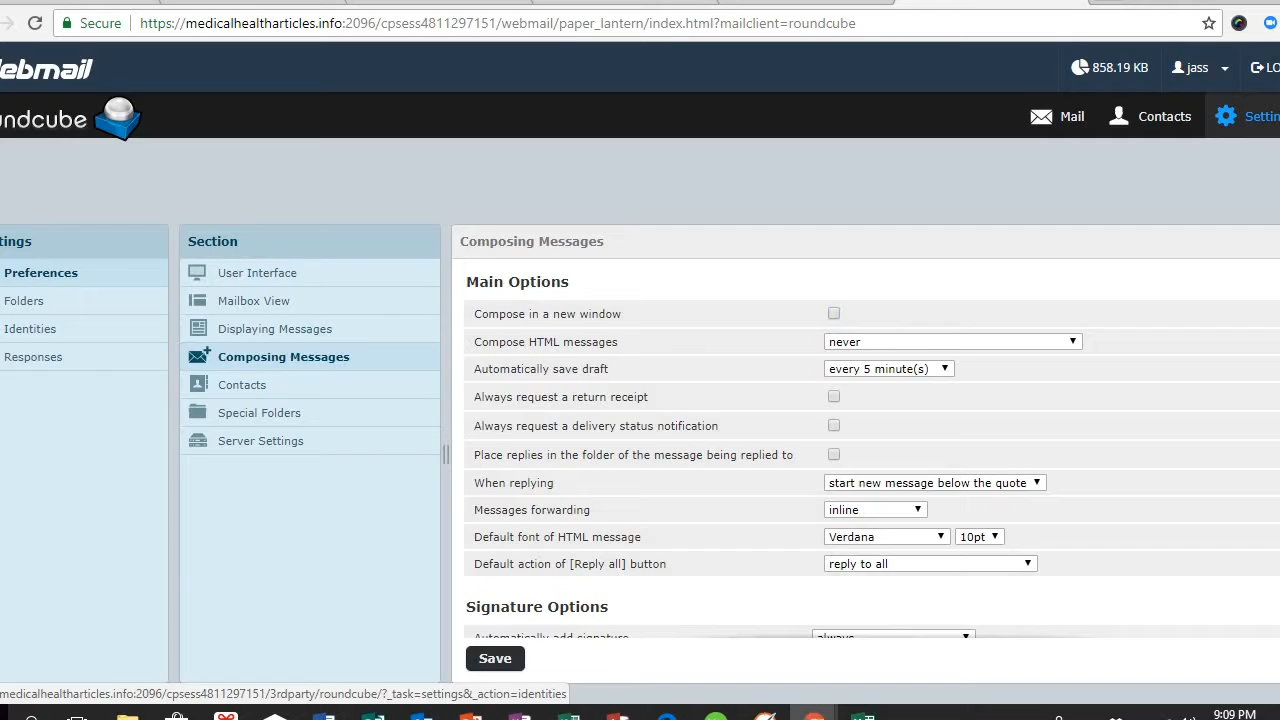 Secure https://medicalhealtharticles.info:2096/cpsess4811297151/webmail/paper_lantern/index.html?mailclient=roundcube
ebmail 858.19 KB jass LO
undcube Mail Contacts Settin
tings
Preferences
Folders
Identities
Responses
Section
User Interface
Mailbox View
Displaying Messages
Composing Messages
Contacts
Special Folders
Server Settings
Composing Messages
Main Options
Compose in a new window
Compose HTML messages never
Automatically save draft every 5 minute(s)
Always request a return receipt
Always request a delivery status notification
Place replies in the folder of the message being replied to
When replying start new message below the quote
Messages forwarding inline
Default font of HTML message Verdana 10pt
Default action of [Reply all] button reply to all
Signature Options
Automatically add signature always
Save
medicalhealtharticles.info:2096/cpsess4811297151/3rdparty/roundcube/?_task=settings&_action=identities
9:09 PM